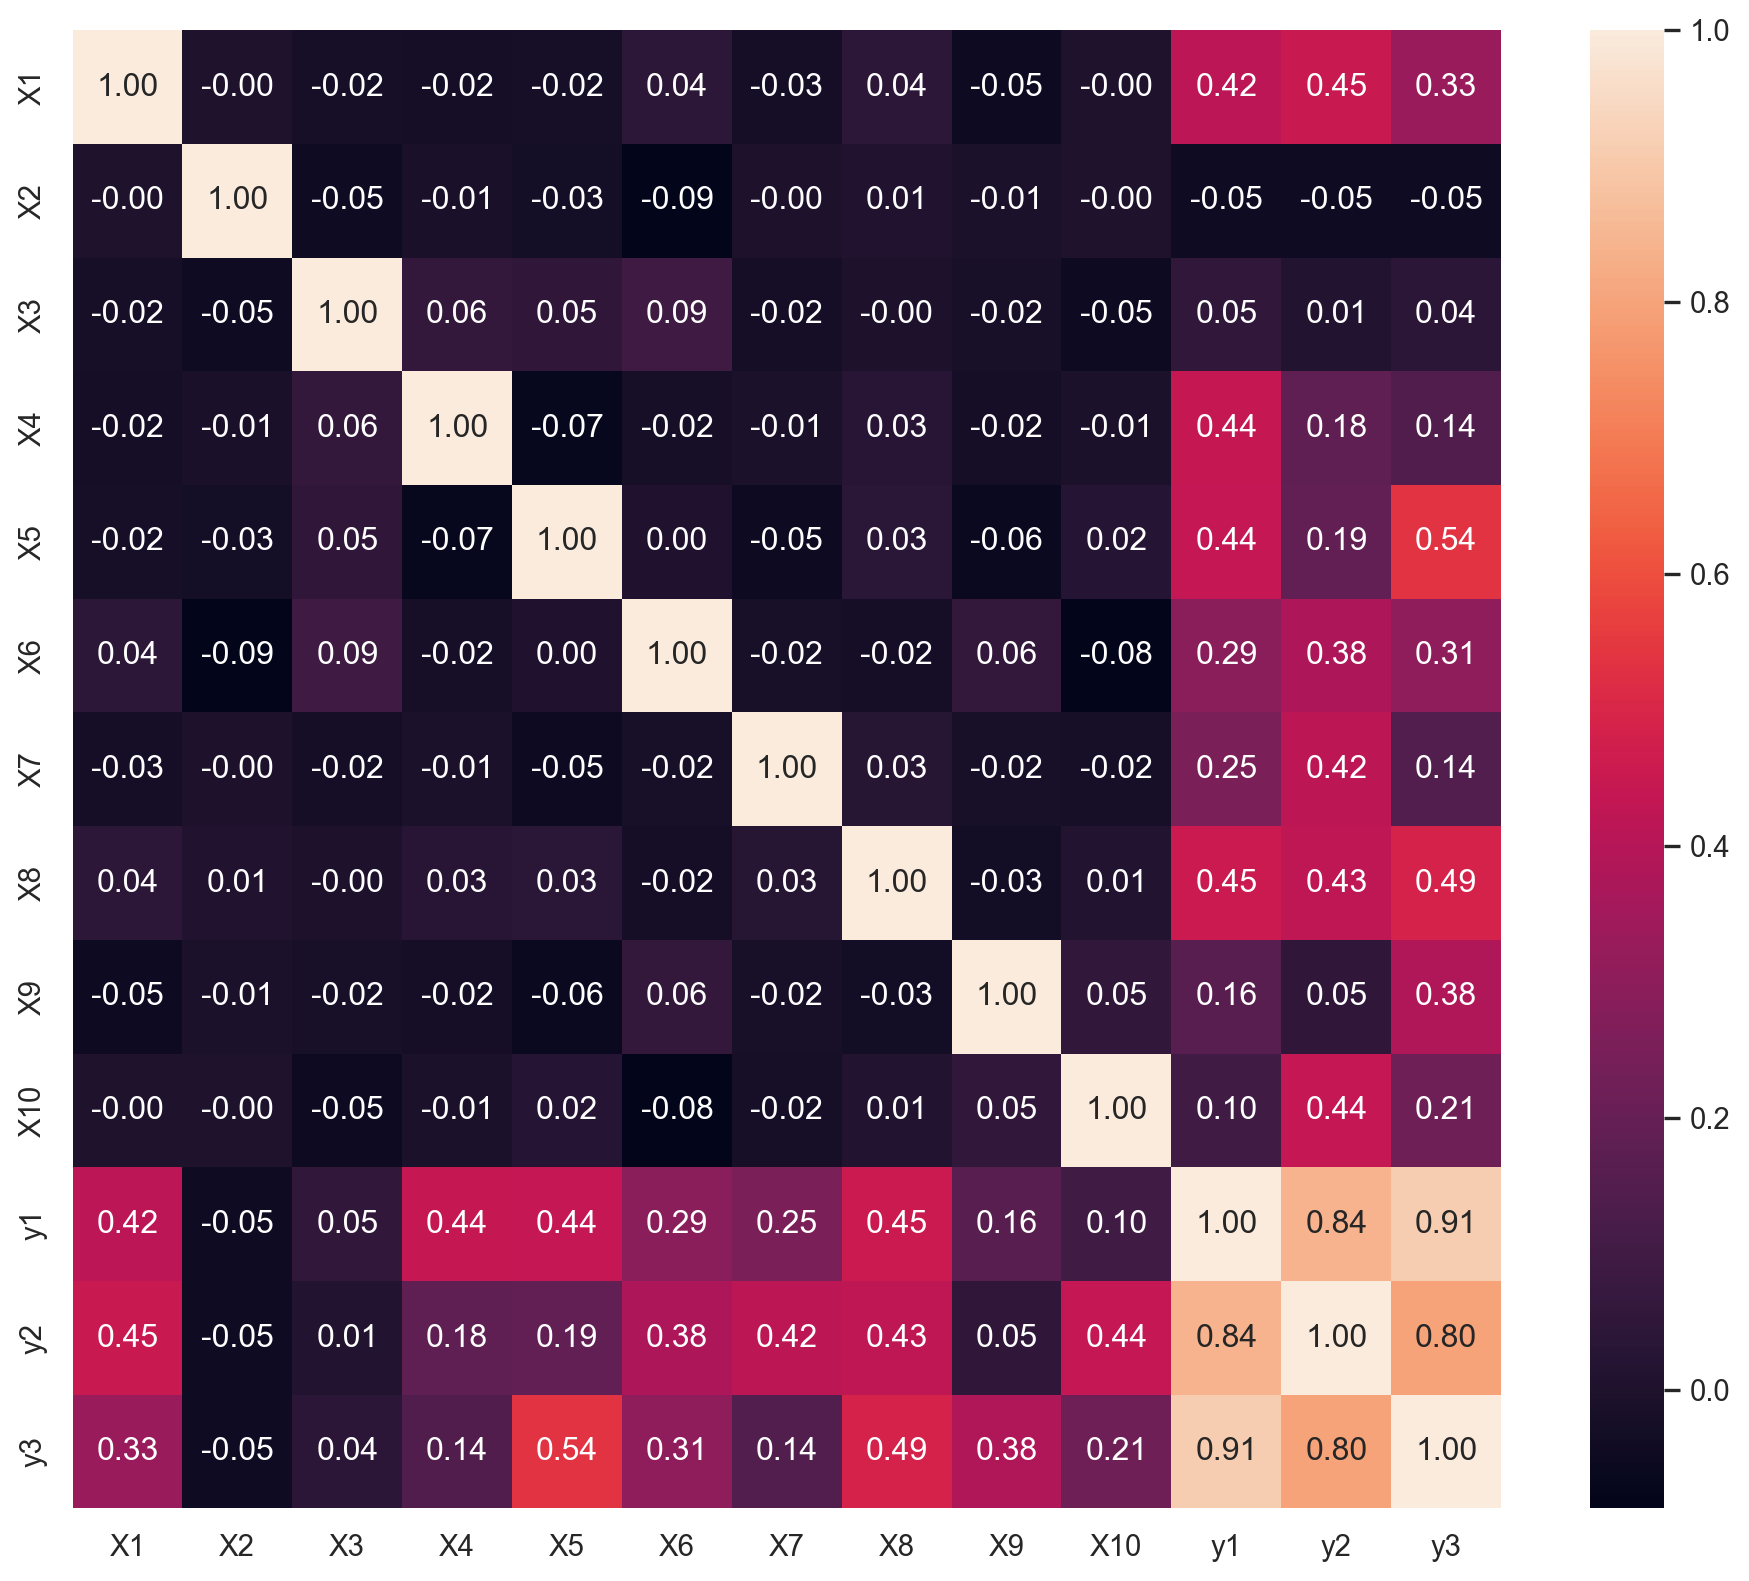 X1 1.00 -0.00 -0.02 -0.02 -0.02 0.04 -0.03 0.04 -0.05 -0.00 0.42 0.45 0.33
X2 -0.00 1.00 -0.05 -0.01 -0.03 -0.09 -0.00 0.01 -0.01 -0.00 -0.05 -0.05 -0.05
X3 -0.02 -0.05 1.00 0.06 0.05 0.09 -0.02 -0.00 -0.02 -0.05 0.05 0.01 0.04
X4 -0.02 -0.01 0.06 1.00 -0.07 -0.02 -0.01 0.03 -0.02 -0.01 0.44 0.18 0.14
X5 -0.02 -0.03 0.05 -0.07 1.00 0.00 -0.05 0.03 -0.06 0.02 0.44 0.19 0.54
X6 0.04 -0.09 0.09 -0.02 0.00 1.00 -0.02 -0.02 0.06 -0.08 0.29 0.38 0.31
X7 -0.03 -0.00 -0.02 -0.01 -0.05 -0.02 1.00 0.03 -0.02 -0.02 0.25 0.42 0.14
X8 0.04 0.01 -0.00 0.03 0.03 -0.02 0.03 1.00 -0.03 0.01 0.45 0.43 0.49
X9 -0.05 -0.01 -0.02 -0.02 -0.06 0.06 -0.02 -0.03 1.00 0.05 0.16 0.05 0.38
X10 -0.00 -0.00 -0.05 -0.01 0.02 -0.08 -0.02 0.01 0.05 1.00 0.10 0.44 0.21
y1 0.42 -0.05 0.05 0.44 0.44 0.29 0.25 0.45 0.16 0.10 1.00 0.84 0.91
y2 0.45 -0.05 0.01 0.18 0.19 0.38 0.42 0.43 0.05 0.44 0.84 1.00 0.80
y3 0.33 -0.05 0.04 0.14 0.54 0.31 0.14 0.49 0.38 0.21 0.91 0.80 1.00
X1 X2 X3 X4 X5 X6 X7 X8 X9 X10 y1 y2 y3
1.0
0.8
0.6
0.4
0.2
0.0